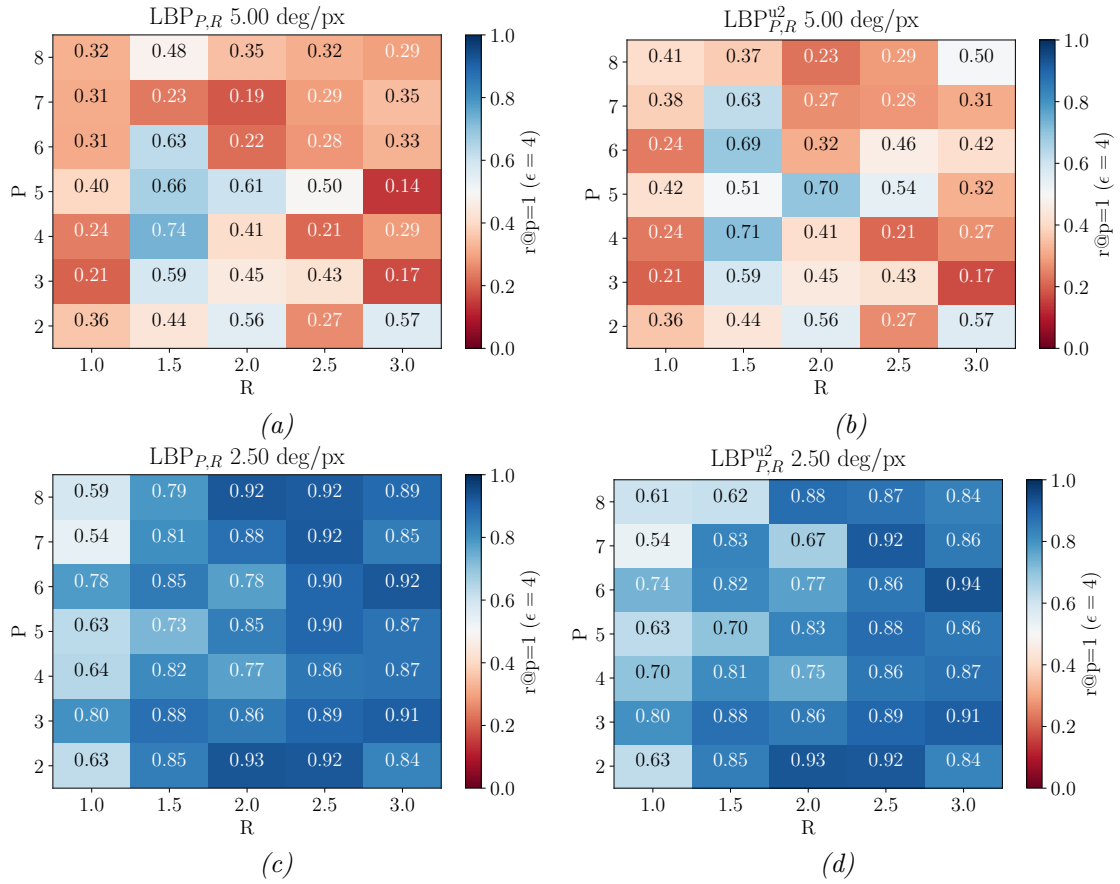 LBP_{P,R} 5.00 deg/px
8 0.32 0.48 0.35 0.32 0.29
7 0.31 0.23 0.19 0.29 0.35
6 0.31 0.63 0.22 0.28 0.33
5 0.40 0.66 0.61 0.50 0.14
4 0.24 0.74 0.41 0.21 0.29
3 0.21 0.59 0.45 0.43 0.17
2 0.36 0.44 0.56 0.27 0.57
1.0 1.5 2.0 2.5 3.0
R
P
1.0
0.8
0.6
0.4
0.2
0.0
r@p=1 (ϵ = 4)
(a)
LBP^{u2}_{P,R} 5.00 deg/px
8 0.41 0.37 0.23 0.29 0.50
7 0.38 0.63 0.27 0.28 0.31
6 0.24 0.69 0.32 0.46 0.42
5 0.42 0.51 0.70 0.54 0.32
4 0.24 0.71 0.41 0.21 0.27
3 0.21 0.59 0.45 0.43 0.17
2 0.36 0.44 0.56 0.27 0.57
1.0 1.5 2.0 2.5 3.0
R
P
1.0
0.8
0.6
0.4
0.2
0.0
r@p=1 (ϵ = 4)
(b)
LBP_{P,R} 2.50 deg/px
8 0.59 0.79 0.92 0.92 0.89
7 0.54 0.81 0.88 0.92 0.85
6 0.78 0.85 0.78 0.90 0.92
5 0.63 0.73 0.85 0.90 0.87
4 0.64 0.82 0.77 0.86 0.87
3 0.80 0.88 0.86 0.89 0.91
2 0.63 0.85 0.93 0.92 0.84
1.0 1.5 2.0 2.5 3.0
R
P
1.0
0.8
0.6
0.4
0.2
0.0
r@p=1 (ϵ = 4)
(c)
LBP^{u2}_{P,R} 2.50 deg/px
8 0.61 0.62 0.88 0.87 0.84
7 0.54 0.83 0.67 0.92 0.86
6 0.74 0.82 0.77 0.86 0.94
5 0.63 0.70 0.83 0.88 0.86
4 0.70 0.81 0.75 0.86 0.87
3 0.80 0.88 0.86 0.89 0.91
2 0.63 0.85 0.93 0.92 0.84
1.0 1.5 2.0 2.5 3.0
R
P
1.0
0.8
0.6
0.4
0.2
0.0
r@p=1 (ϵ = 4)
(d)